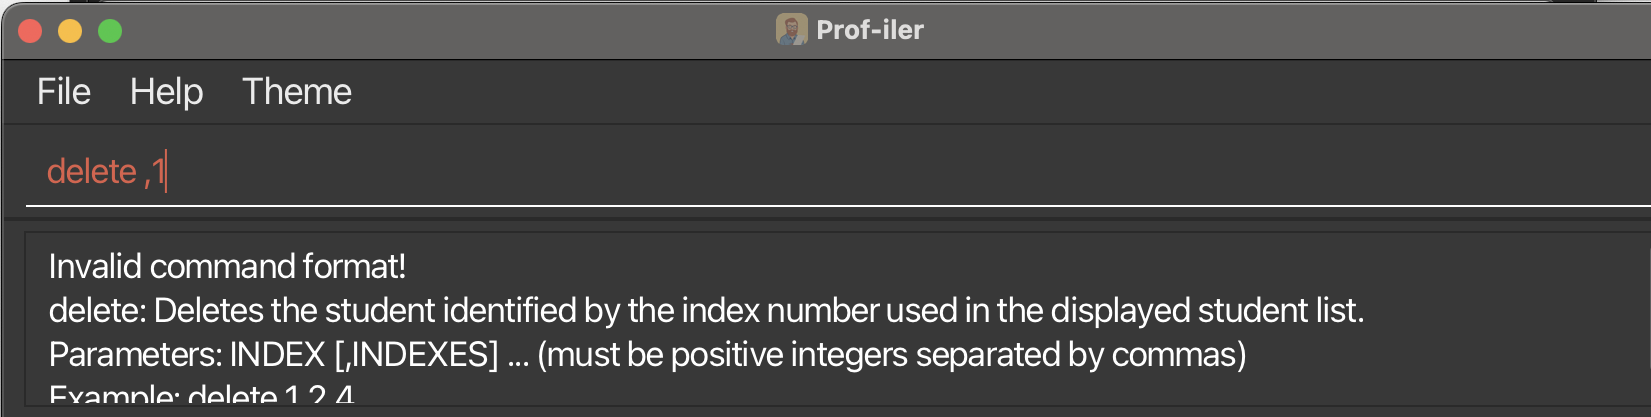 Prof-iler
File Help Theme
delete ,1
Invalid command format!
delete: Deletes the student identified by the index number used in the displayed student list.
Parameters: INDEX [,INDEXES] ... (must be positive integers separated by commas)
Example: delete 1,2,4